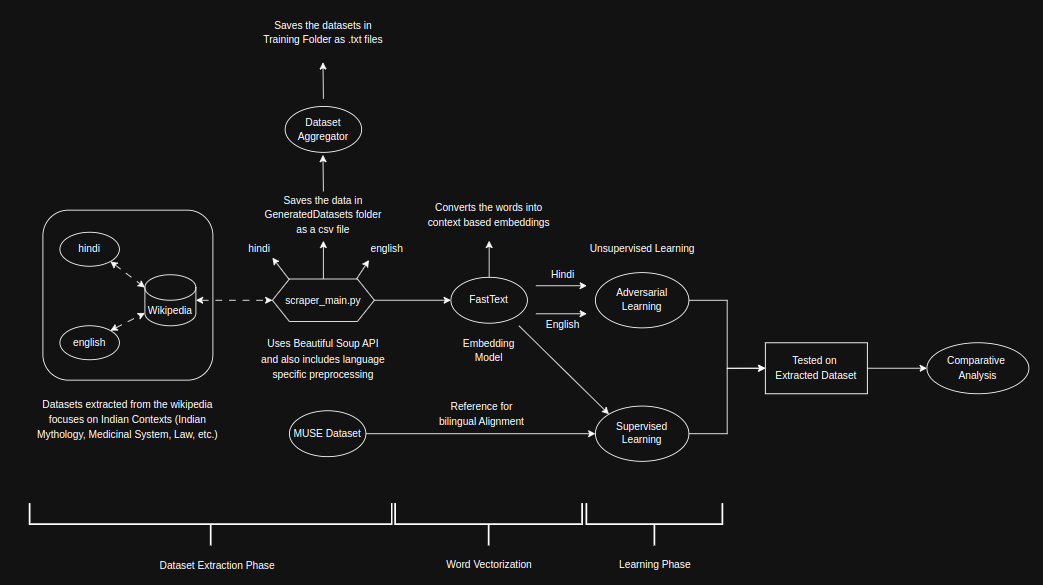 Saves the datasets in
Training Folder as .txt files
Dataset
Aggregator
Saves the data in
GeneratedDatasets folder
as a csv file
hindi
english
Converts the words into
context based embeddings
Unsupervised Learning
hindi
Wikipedia
english
scraper_main.py
FastText
Hindi
English
Adversarial
Learning
Uses Beautiful Soup API
and also includes language
specific preprocessing
Embedding
Model
Tested on
Extracted Dataset
Comparative
Analysis
Datasets extracted from the wikipedia
focuses on Indian Contexts (Indian
Mythology, Medicinal System, Law, etc.)
MUSE Dataset
Reference for
bilingual Alignment
Supervised
Learning
Dataset Extraction Phase
Word Vectorization
Learning Phase